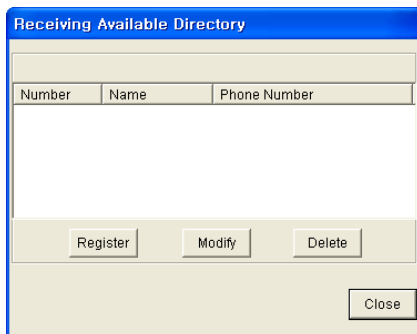 Receiving Available Directory
Number Name Phone Number
Register Modify Delete
Close